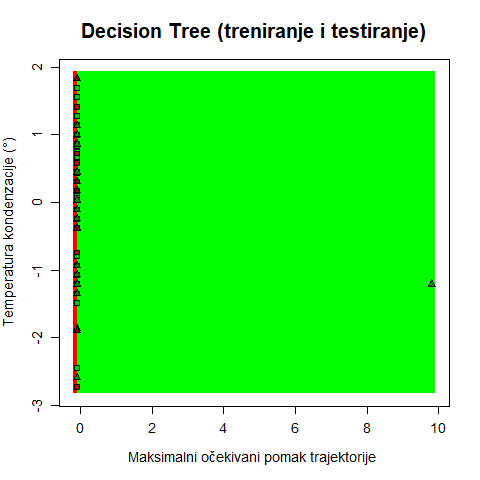 Decision Tree (treniranje i testiranje)
Temperatura kondenzacije (°)
2
1
0
-1
-2
-3
0 2 4 6 8 10
Maksimalni očekivani pomak trajektorije